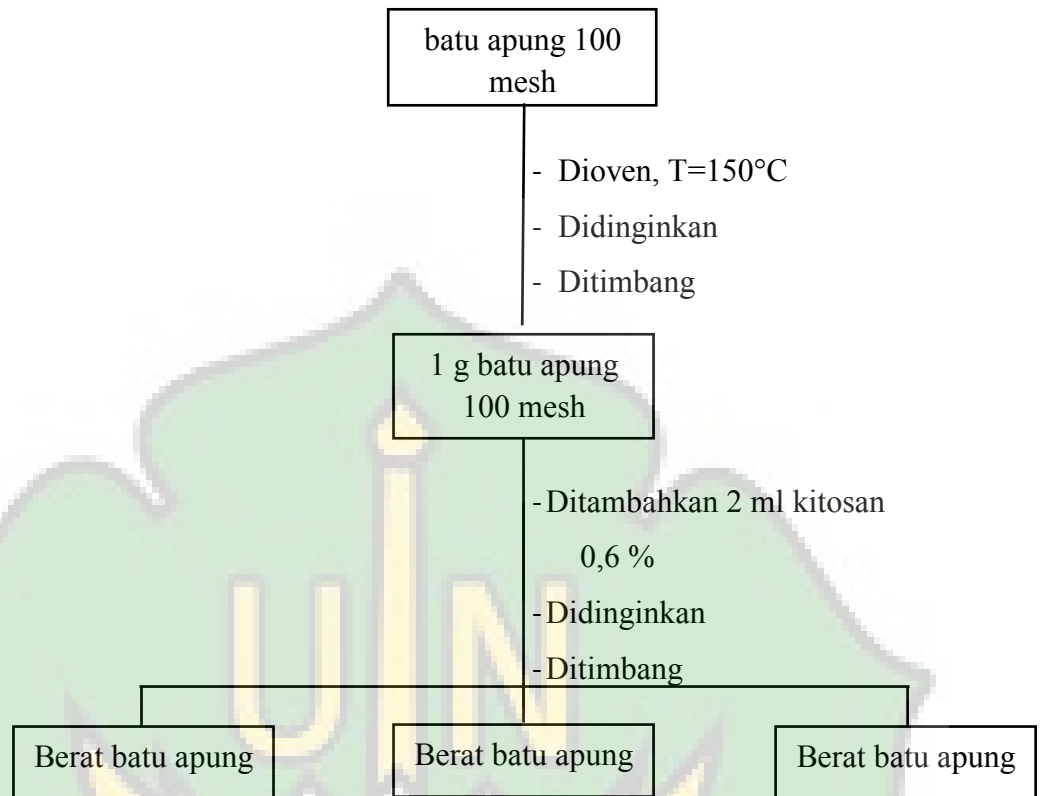 batu apung 100
mesh
- Dioven, T=150°C
- Didinginkan
- Ditimbang
1 g batu apung
100 mesh
- Ditambahkan 2 ml kitosan
0,6 %
- Didinginkan
- Ditimbang
Berat batu apung
Berat batu apung
Berat batu apung
UIN